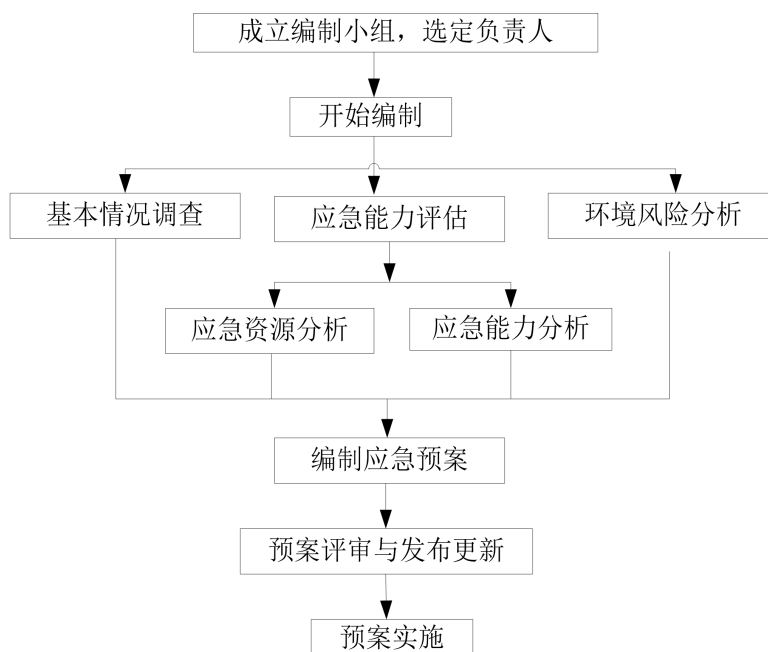 成立编制小组，选定负责人
开始编制
基本情况调查
应急能力评估
环境风险分析
应急资源分析
应急能力分析
编制应急预案
预案评审与发布更新
预案实施